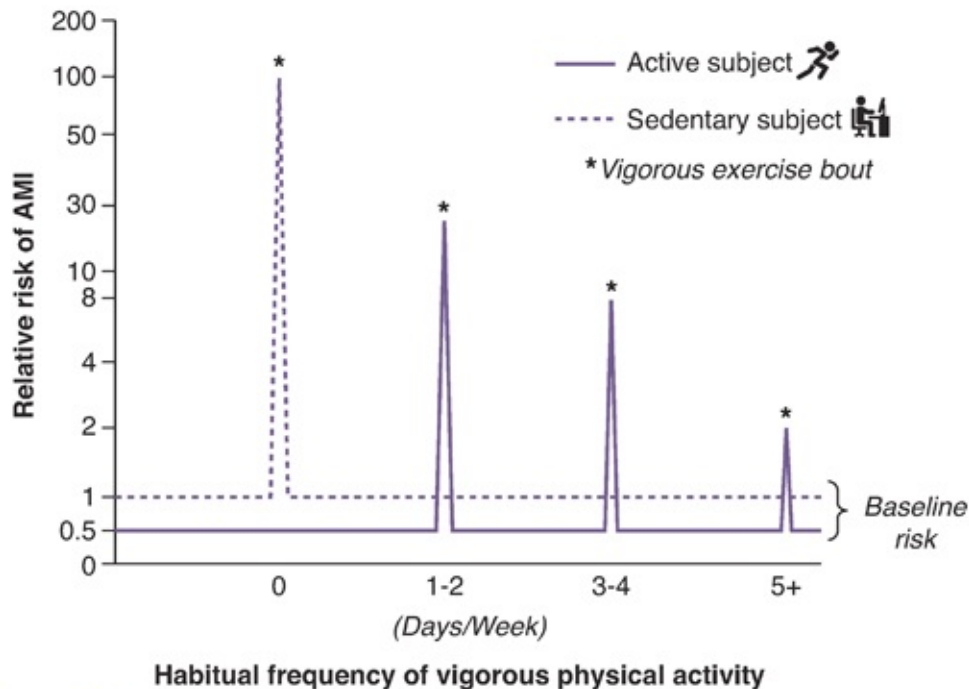 200
100
50
30
10
8
4
2
1
0.5
0
Relative risk of AMI
Active subject
Sedentary subject
*Vigorous exercise bout
*
*
*
*
Baseline
risk
0 1-2 3-4 5+
(Days/Week)
Habitual frequency of vigorous physical activity